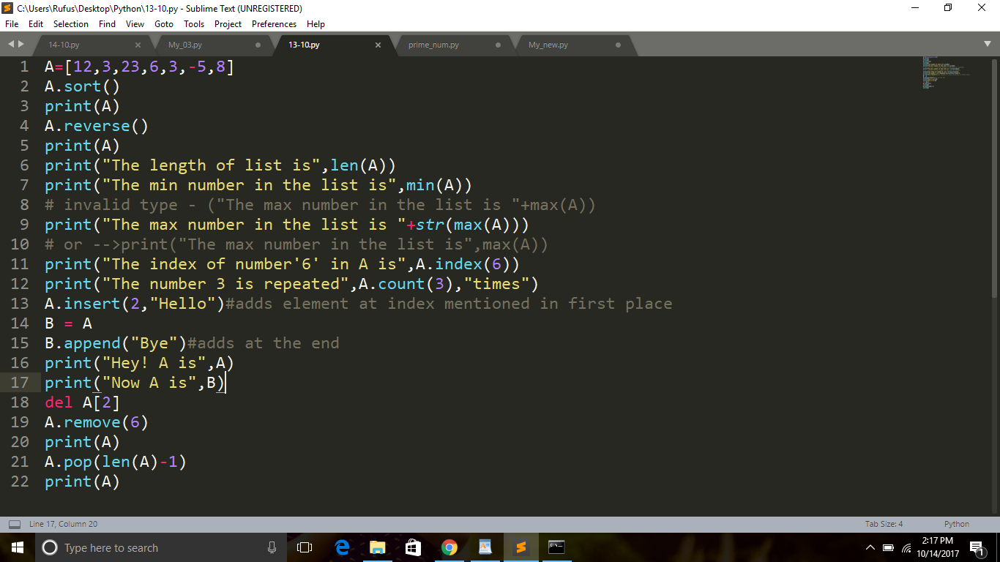 C:\Users\Rufus\Desktop\Python\13-10.py - Sublime Text (UNREGISTERED)
File Edit Selection Find View Goto Tools Project Preferences Help
14-10.py My_03.py 13-10.py prime_num.py My_new.py
1 A=[12,3,23,6,3,-5,8]
2 A.sort()
3 print(A)
4 A.reverse()
5 print(A)
6 print("The length of list is",len(A))
7 print("The min number in the list is",min(A))
8 # invalid type - ("The max number in the list is "+max(A))
9 print("The max number in the list is "+str(max(A)))
10 # or -->print("The max number in the list is",max(A))
11 print("The index of number'6' in A is",A.index(6))
12 print("The number 3 is repeated",A.count(3),"times")
13 A.insert(2,"Hello")#adds element at index mentioned in first place
14 B = A
15 B.append("Bye")#adds at the end
16 print("Hey! A is",A)
17 print("Now A is",B)
18 del A[2]
19 A.remove(6)
20 print(A)
21 A.pop(len(A)-1)
22 print(A)
Line 17, Column 20 Tab Size: 4 Python
Type here to search 2:17 PM
10/14/2017 1